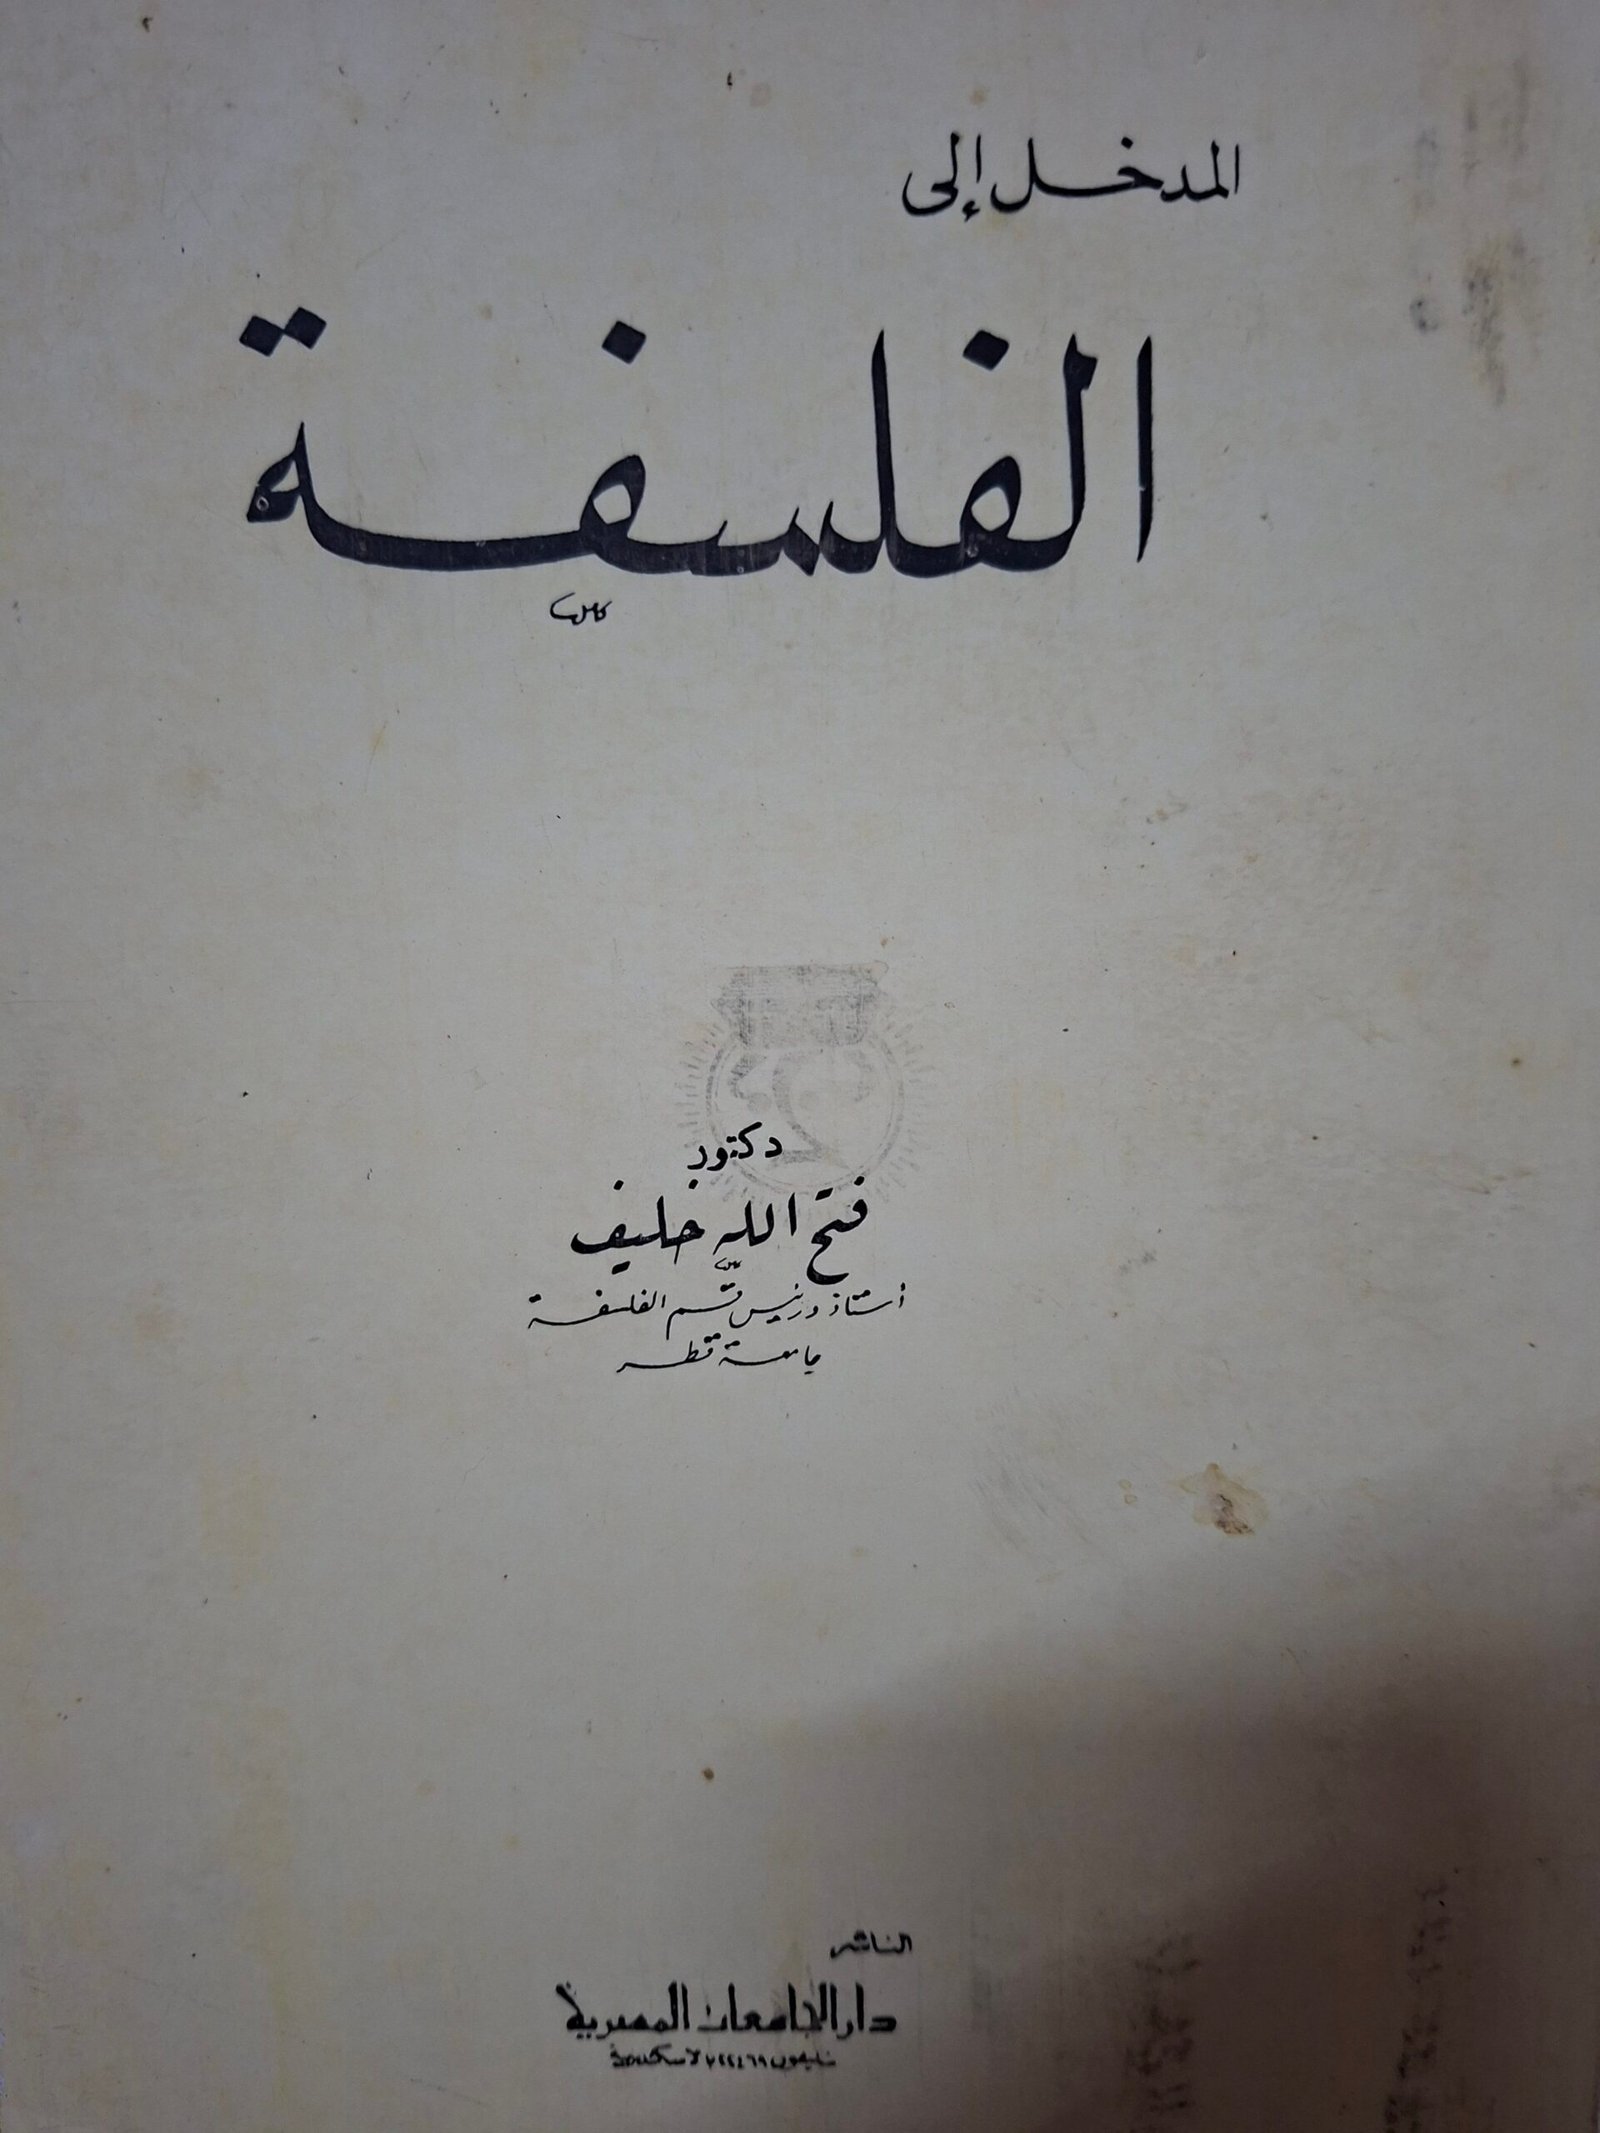 المدخل إلى
الفلسفة
دكتور
فتح الله خليف
أستاذ ورئيس قسم الفلسفة
جامعة قطر
الناشر
دار الجامعات المصرية